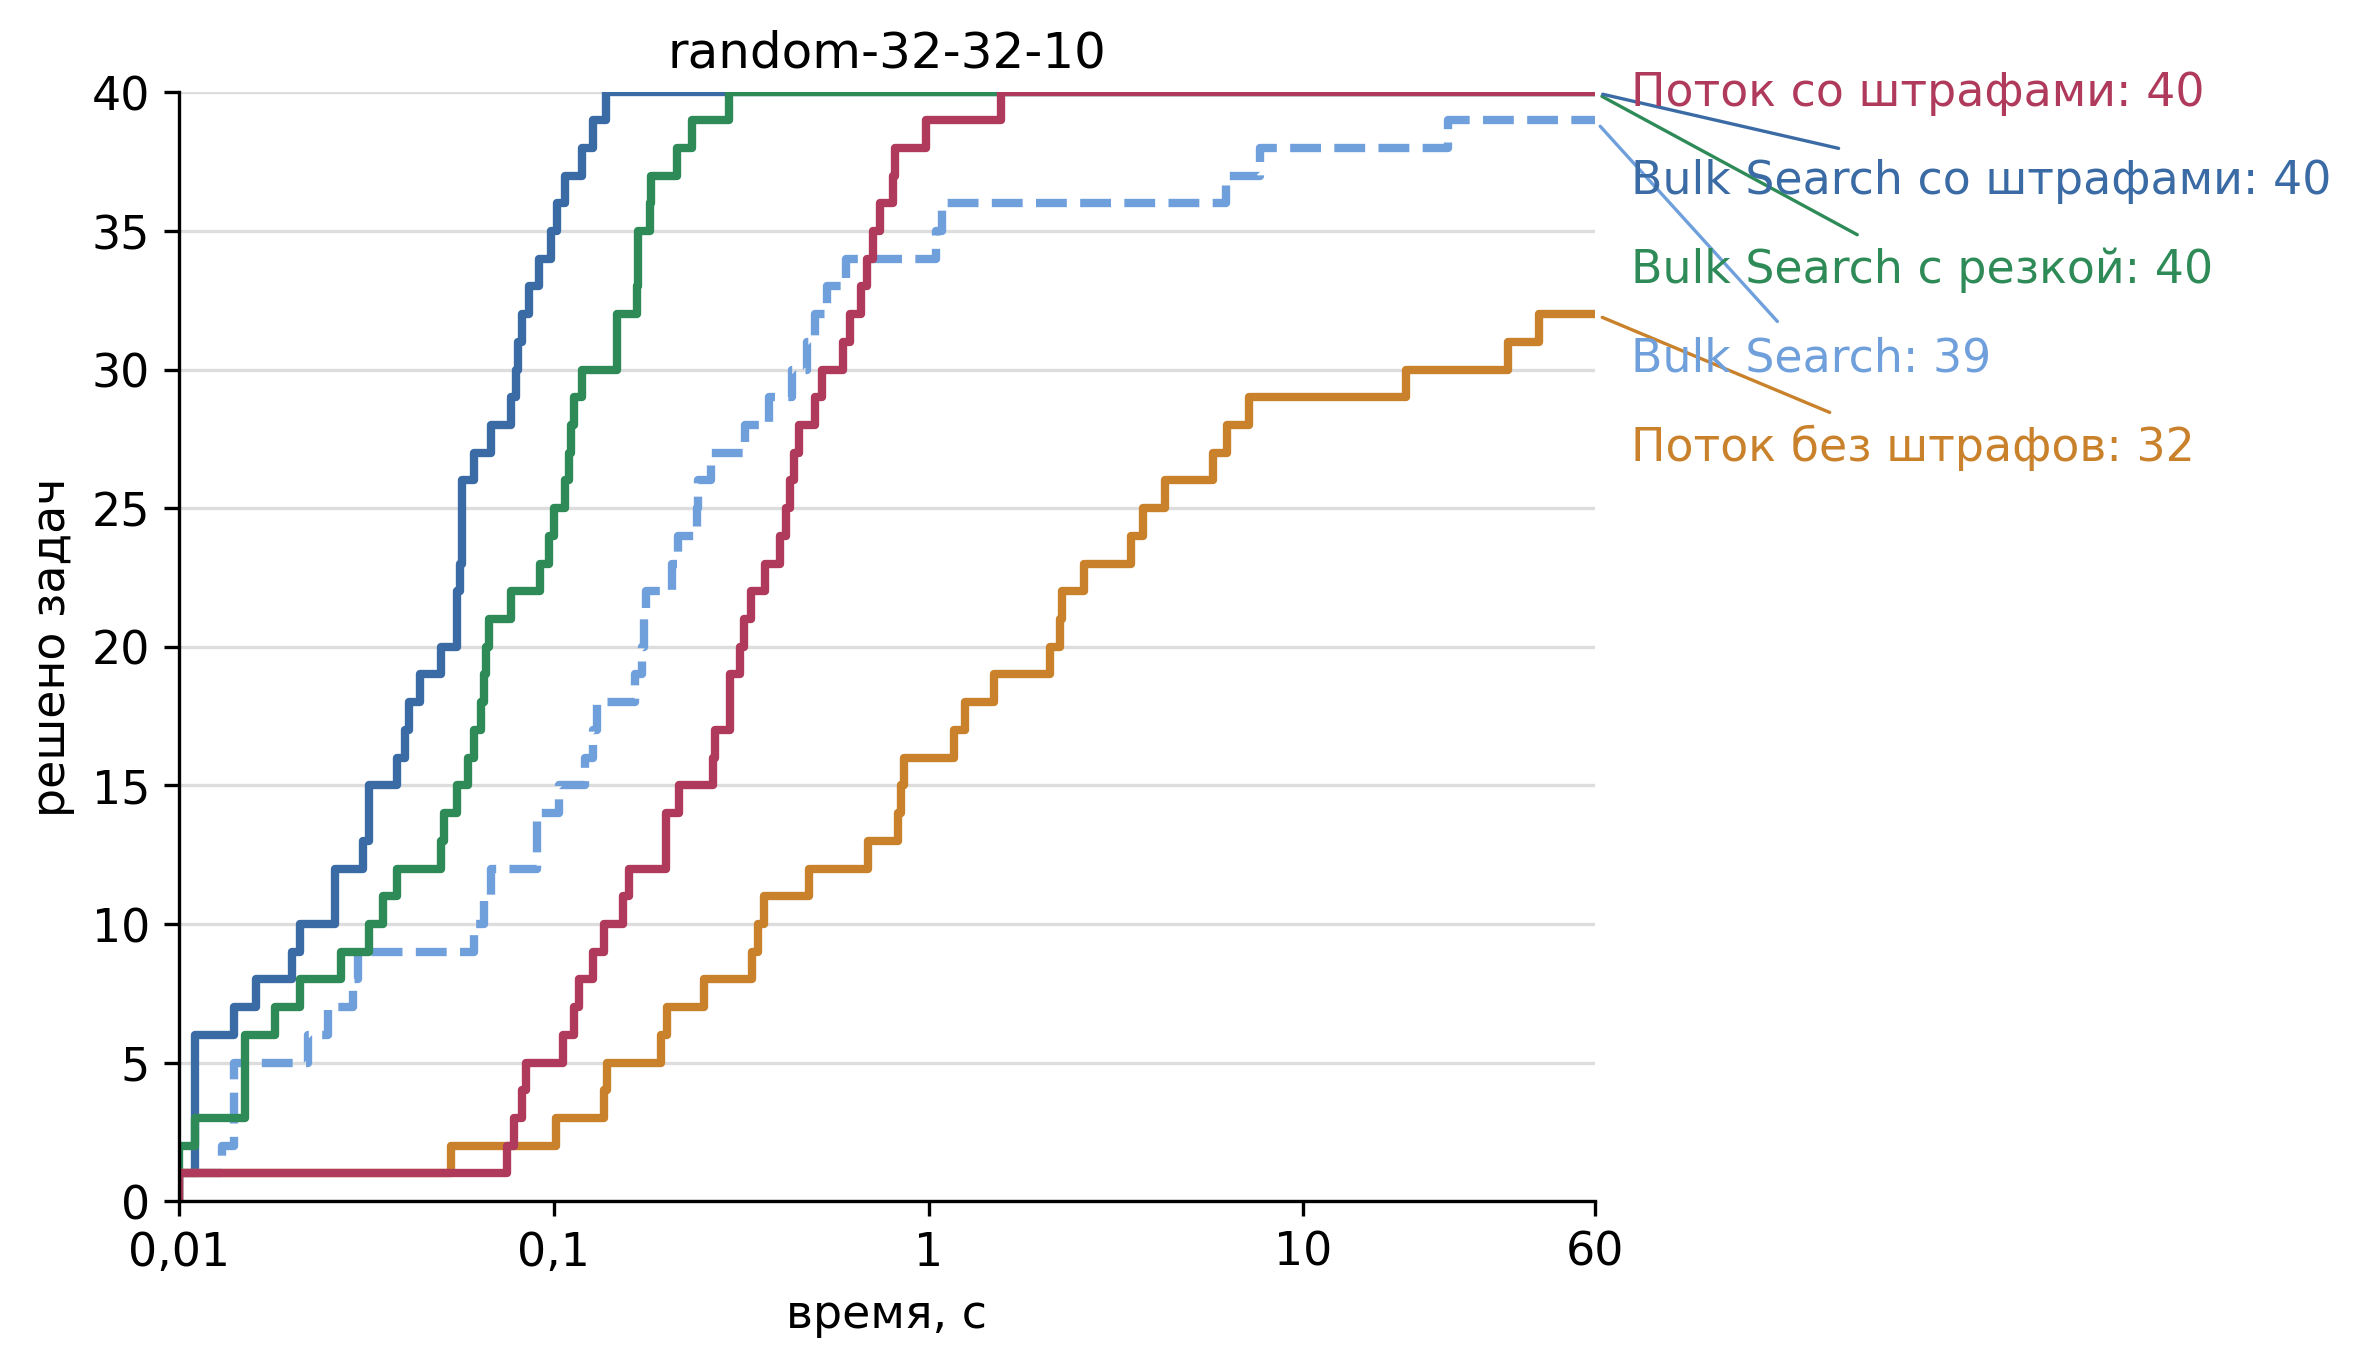 random-32-32-10
40
35
30
25
20
15
10
5
0
решено задач
0,01
0,1
1
10
60
время, с
Поток со штрафами: 40
Bulk Search со штрафами: 40
Bulk Search с резкой: 40
Bulk Search: 39
Поток без штрафов: 32